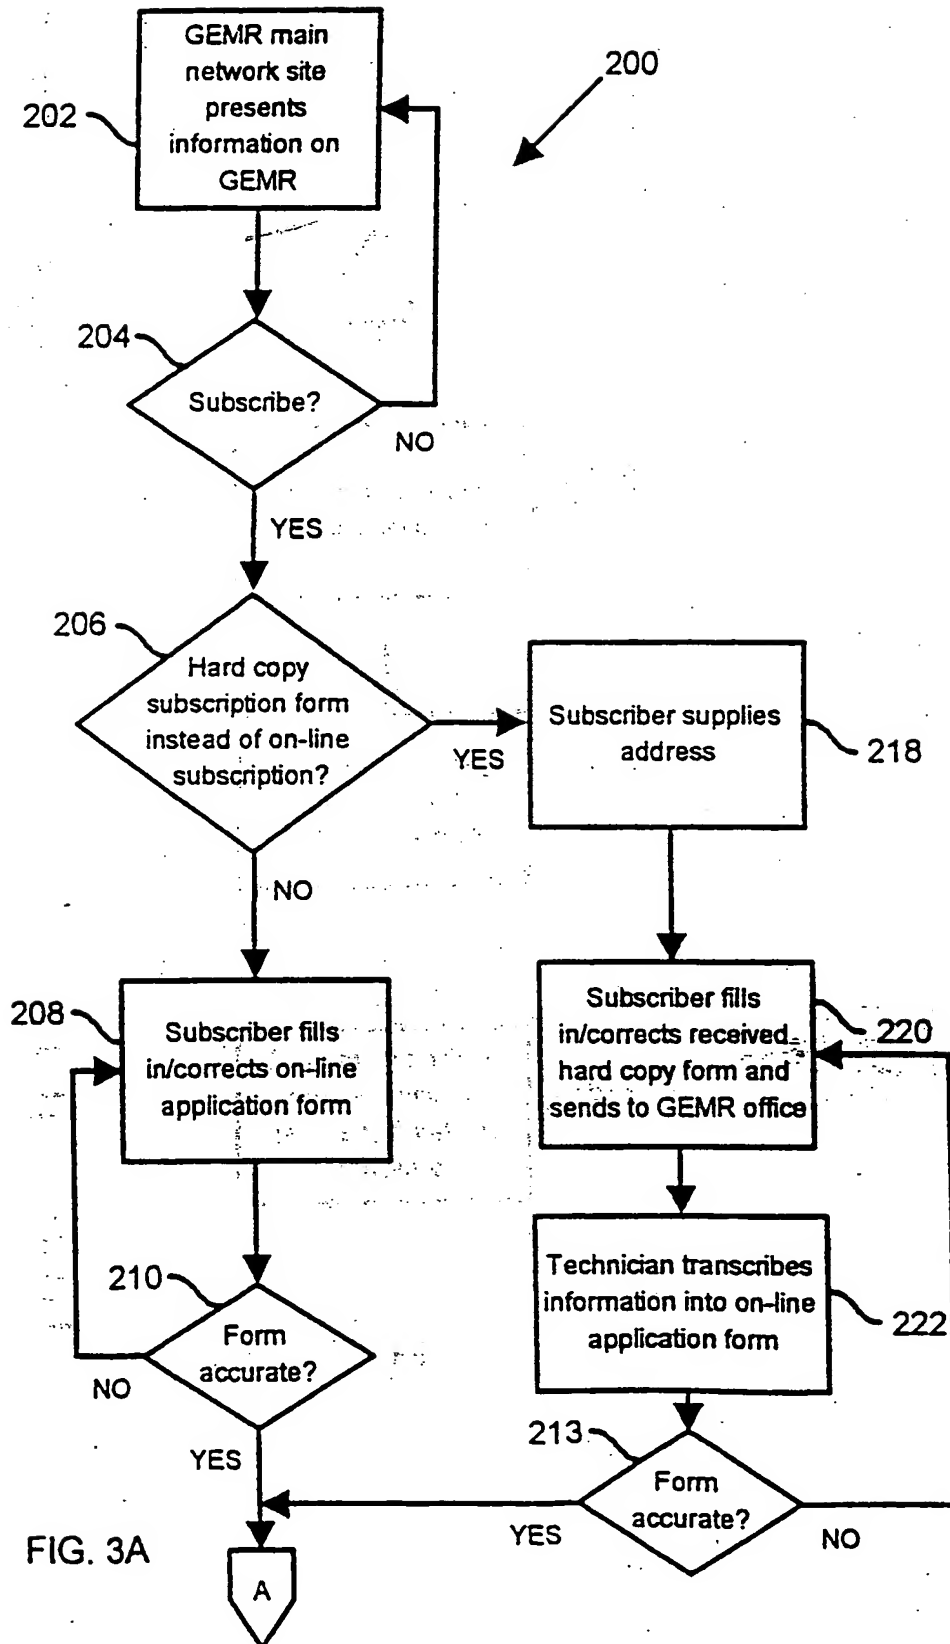 GEMR main
network site
presents
information on
GEMR
200
202
204
Subscribe?
NO
YES
206
Hard copy
subscription form
instead of on-line
subscription?
YES
Subscriber supplies
address
218
NO
208
Subscriber fills
in/corrects on-line
application form
Subscriber fills
in/corrects received
hard copy form and
sends to GEMR office
220
210
Form
accurate?
NO
YES
Technician transcribes
information into on-line
application form
222
213
Form
accurate?
YES
NO
FIG. 3A
A